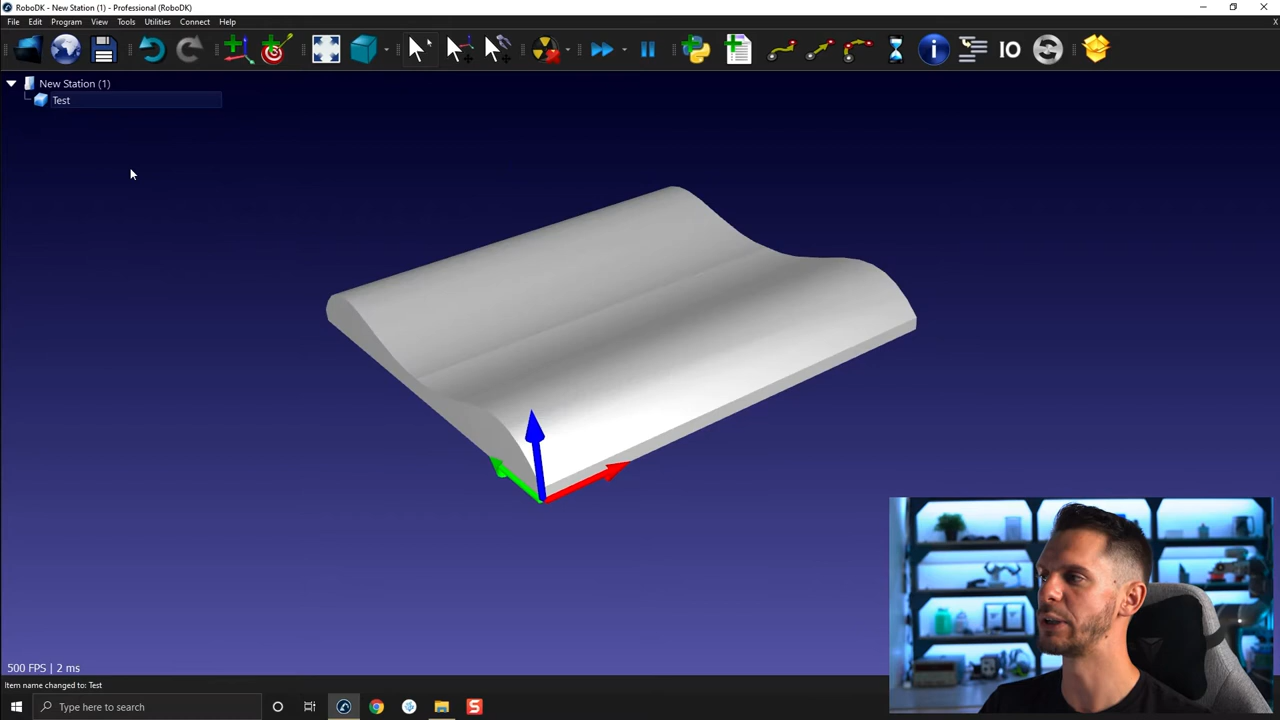 RoboDK - New Station (1) - Professional (RoboDK)
File Edit Program View Tools Utilities Connect Help
IO
New Station (1)
Test
500 FPS | 2 ms
Item name changed to: Test
Type here to search
S